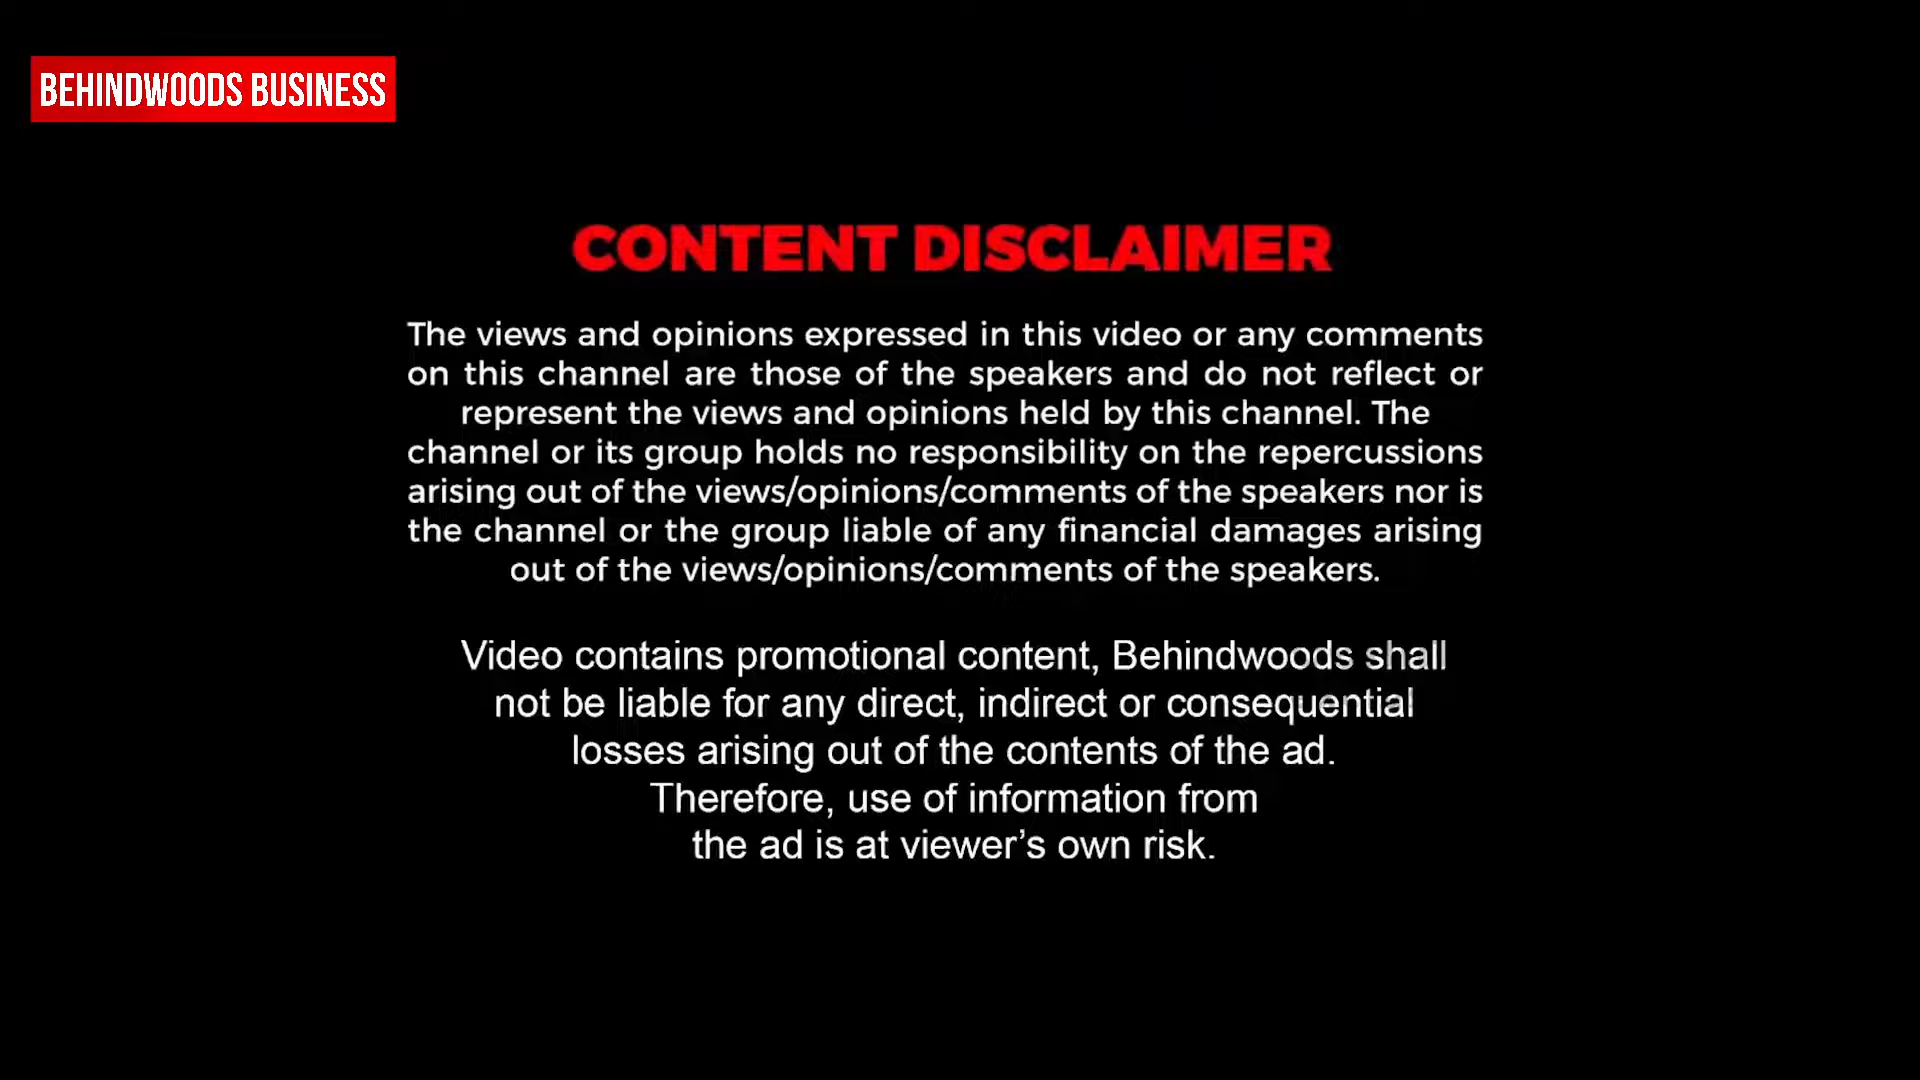 BEHINDWOODS BUSINESS
CONTENT DISCLAIMER
The views and opinions expressed in this video or any comments
on this channel are those of the speakers and do not reflect or
represent the views and opinions held by this channel. The
channel or its group holds no responsibility on the repercussions
arising out of the views/opinions/comments of the speakers nor is
the channel or the group liable of any financial damages arising
out of the views/opinions/comments of the speakers.
Video contains promotional content, Behindwoods shall
not be liable for any direct, indirect or consequential
losses arising out of the contents of the ad.
Therefore, use of information from
the ad is at viewer’s own risk.